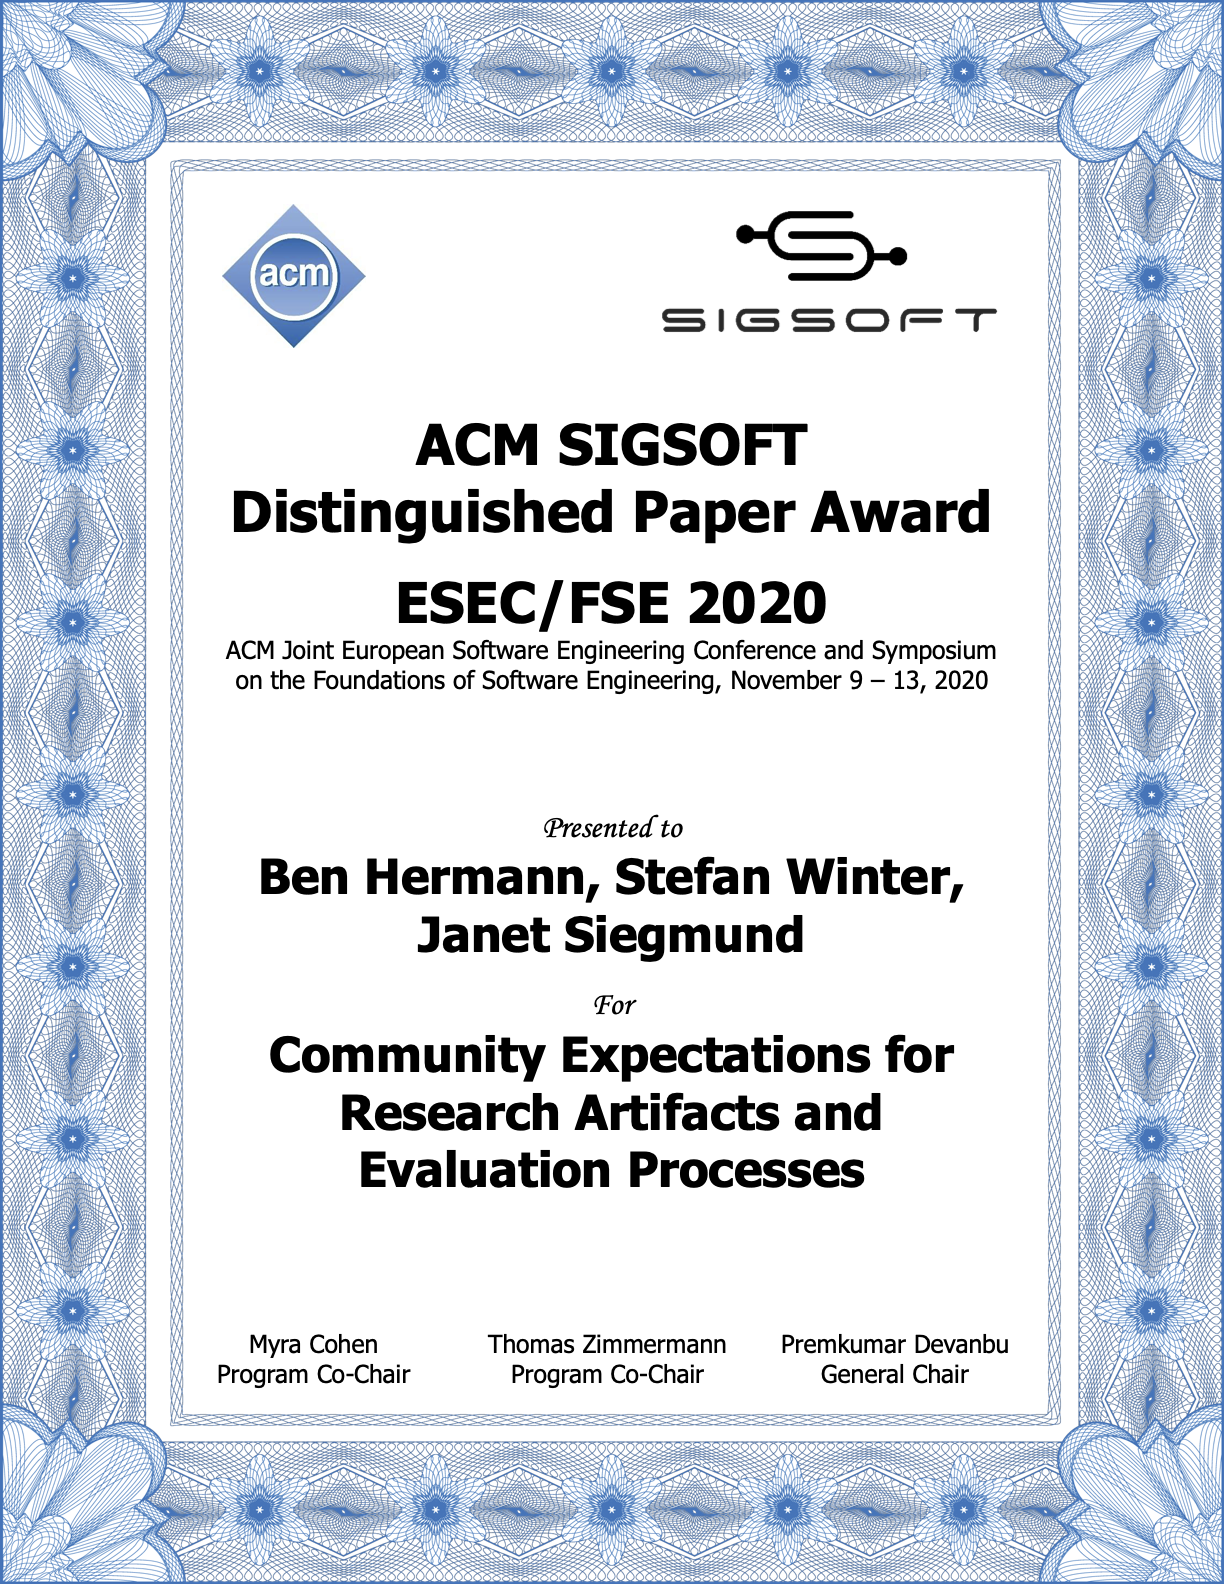 acm
SIGSOFT
ACM SIGSOFT
Distinguished Paper Award
ESEC/FSE 2020
ACM Joint European Software Engineering Conference and Symposium
on the Foundations of Software Engineering, November 9 – 13, 2020
Presented to
Ben Hermann, Stefan Winter,
Janet Siegmund
For
Community Expectations for
Research Artifacts and
Evaluation Processes
Myra Cohen
Program Co-Chair
Thomas Zimmermann
Program Co-Chair
Premkumar Devanbu
General Chair